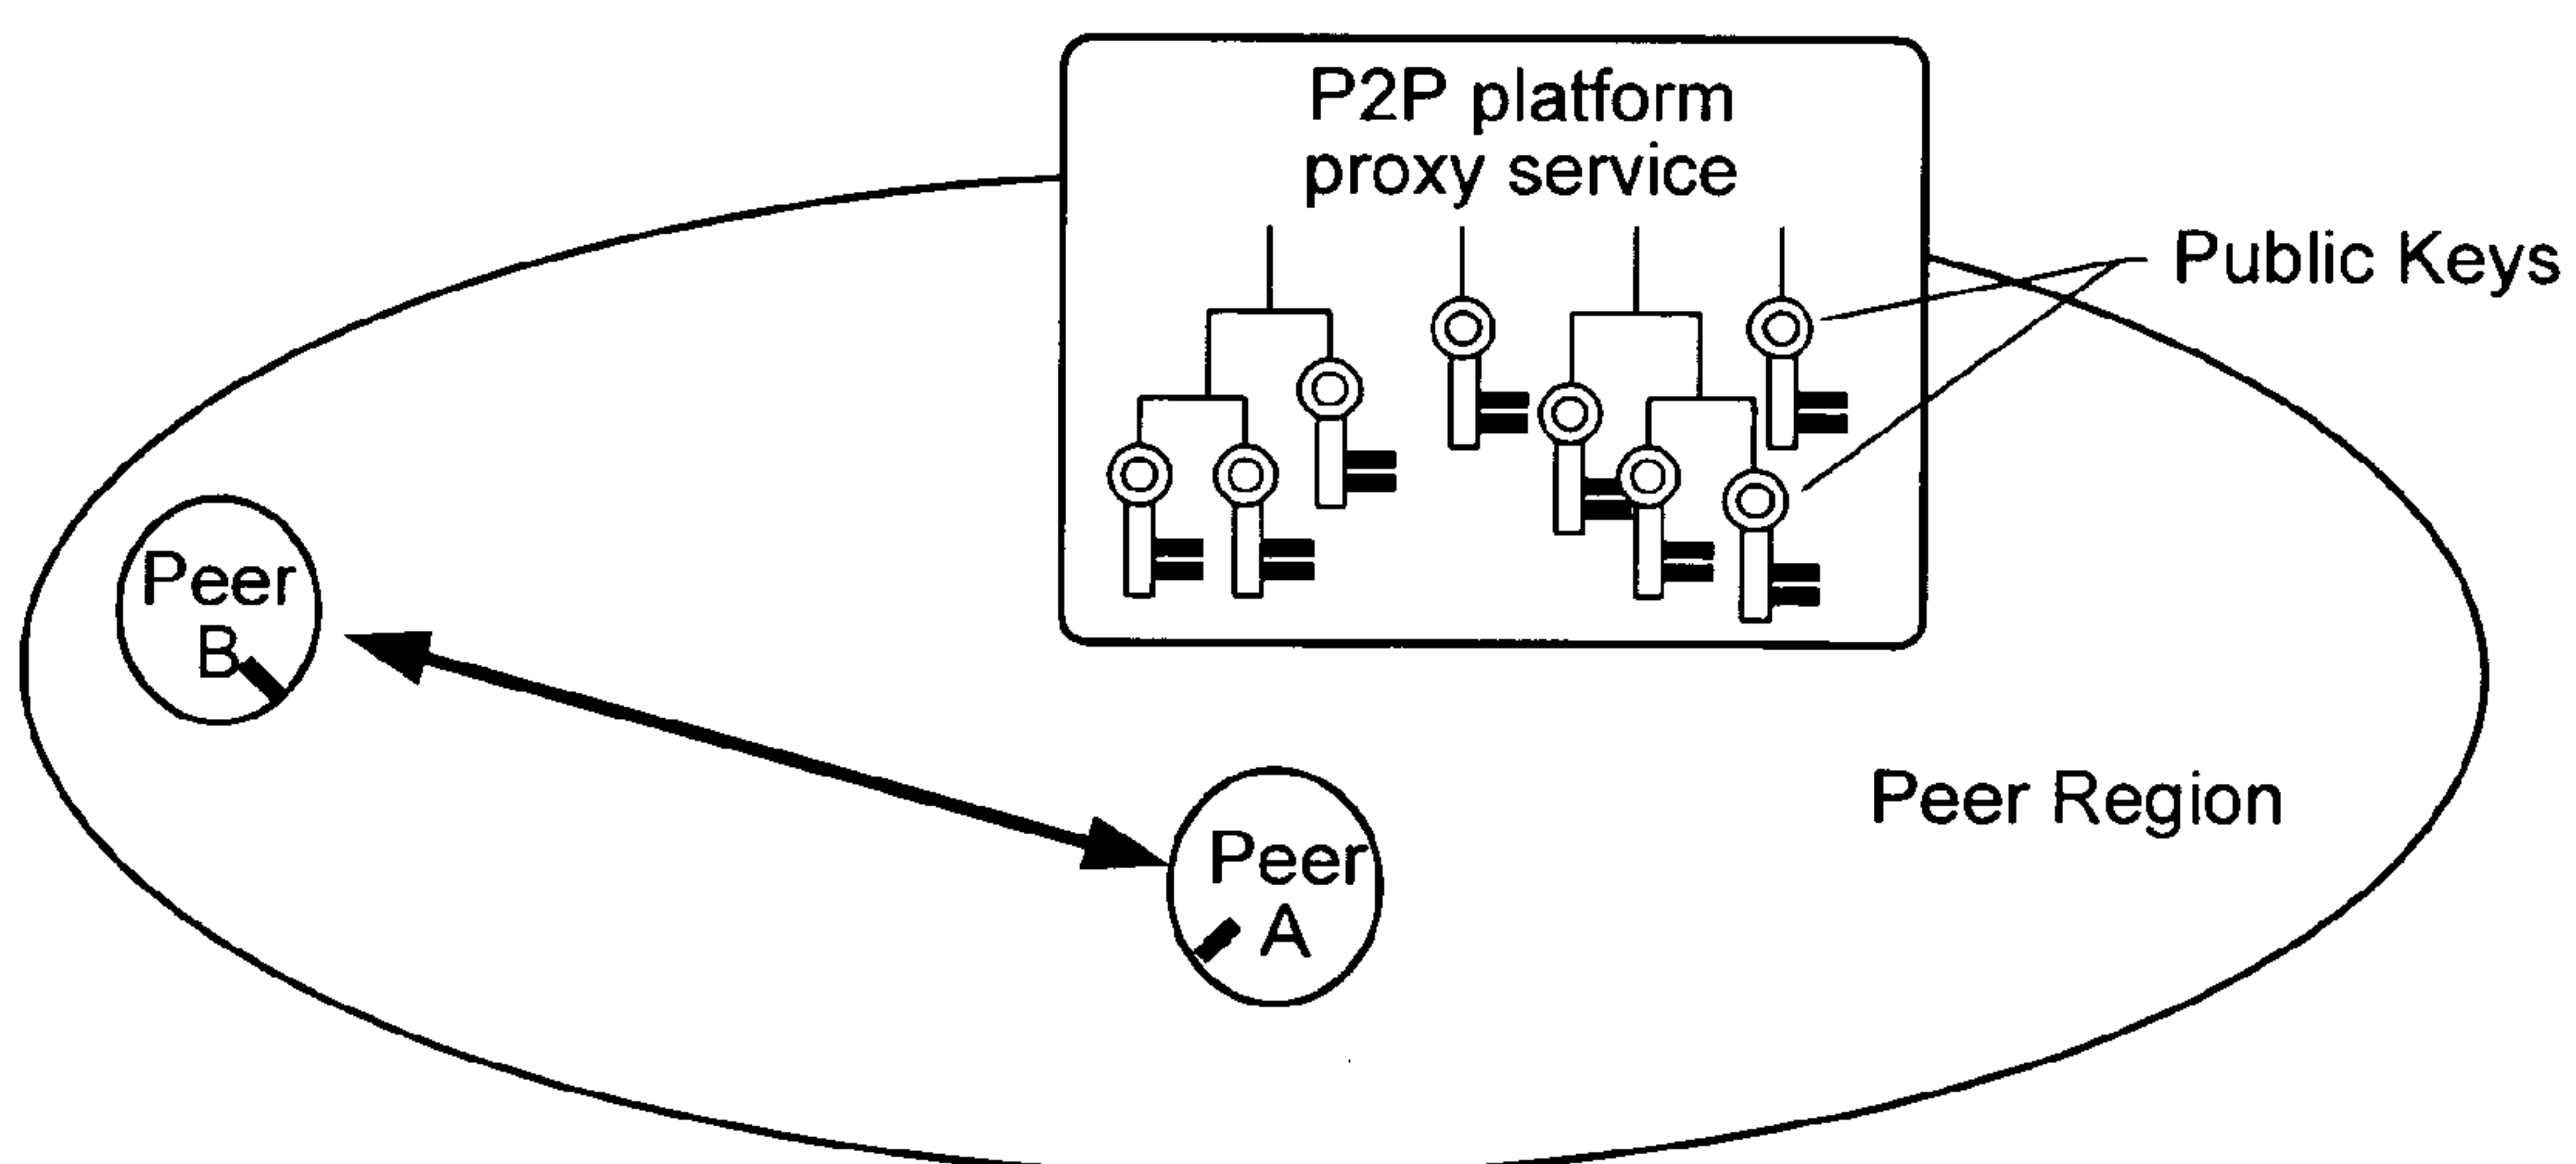 P2P platform
proxy service
Public Keys
Peer
B
Peer
A
Peer Region